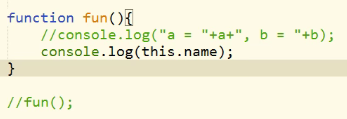 function fun(){
//console.log("a = "+a+", b = "+b);
console.log(this.name);
}
//fun();